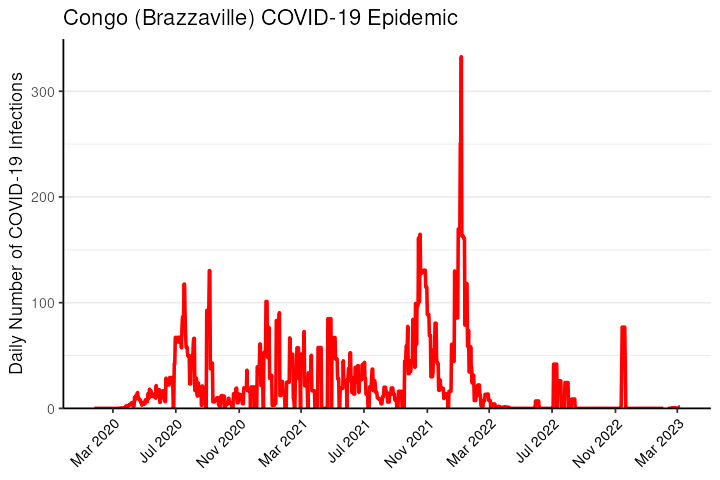 Congo (Brazzaville) COVID-19 Epidemic
Daily Number of COVID-19 Infections
300
200
100
0
Mar 2020
Jul 2020
Nov 2020
Mar 2021
Jul 2021
Nov 2021
Mar 2022
Jul 2022
Nov 2022
Mar 2023